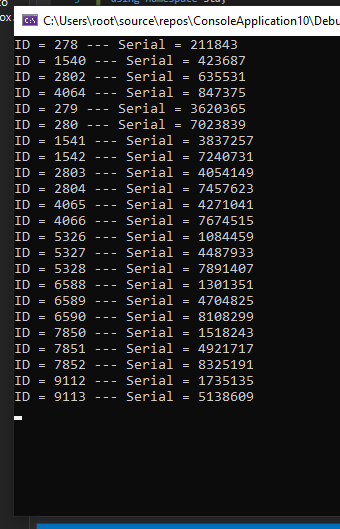 using namespace std;
C:\Users\root\source\repos\ConsoleApplication10\Debu
ID = 278 --- Serial = 211843
ID = 1540 --- Serial = 423687
ID = 2802 --- Serial = 635531
ID = 4064 --- Serial = 847375
ID = 279 --- Serial = 3620365
ID = 280 --- Serial = 7023839
ID = 1541 --- Serial = 3837257
ID = 1542 --- Serial = 7240731
ID = 2803 --- Serial = 4054149
ID = 2804 --- Serial = 7457623
ID = 4065 --- Serial = 4271041
ID = 4066 --- Serial = 7674515
ID = 5326 --- Serial = 1084459
ID = 5327 --- Serial = 4487933
ID = 5328 --- Serial = 7891407
ID = 6588 --- Serial = 1301351
ID = 6589 --- Serial = 4704825
ID = 6590 --- Serial = 8108299
ID = 7850 --- Serial = 1518243
ID = 7851 --- Serial = 4921717
ID = 7852 --- Serial = 8325191
ID = 9112 --- Serial = 1735135
ID = 9113 --- Serial = 5138609